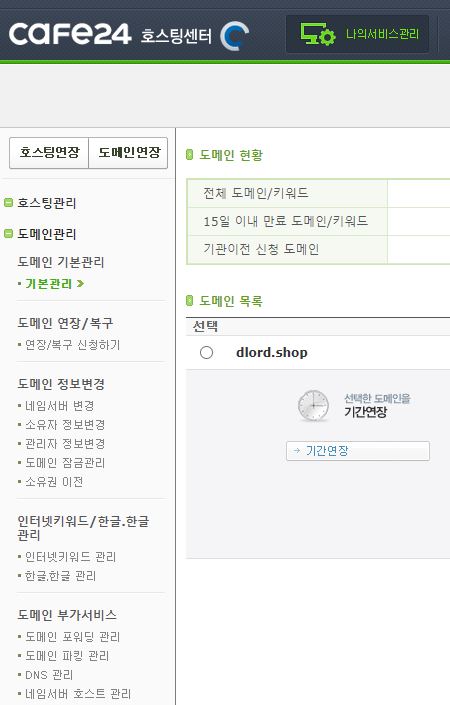 cafe24 호스팅센터
나의서비스관리
호스팅연장 도메인연장
호스팅관리
도메인관리
도메인 기본관리
기본관리
도메인 연장/복구
연장/복구 신청하기
도메인 정보변경
네임서버 변경
소유자 정보변경
관리자 정보변경
도메인 잠금관리
소유권 이전
인터넷키워드/한글.한글
관리
인터넷키워드 관리
한글.한글 관리
도메인 부가서비스
도메인 포워딩 관리
도메인 파킹 관리
DNS 관리
네임서버 호스트 관리
도메인 현황
전체 도메인/키워드
15일 이내 만료 도메인/키워드
기관이전 신청 도메인
도메인 목록
선택
dlord.shop
선택한 도메인을
기간연장
기간연장